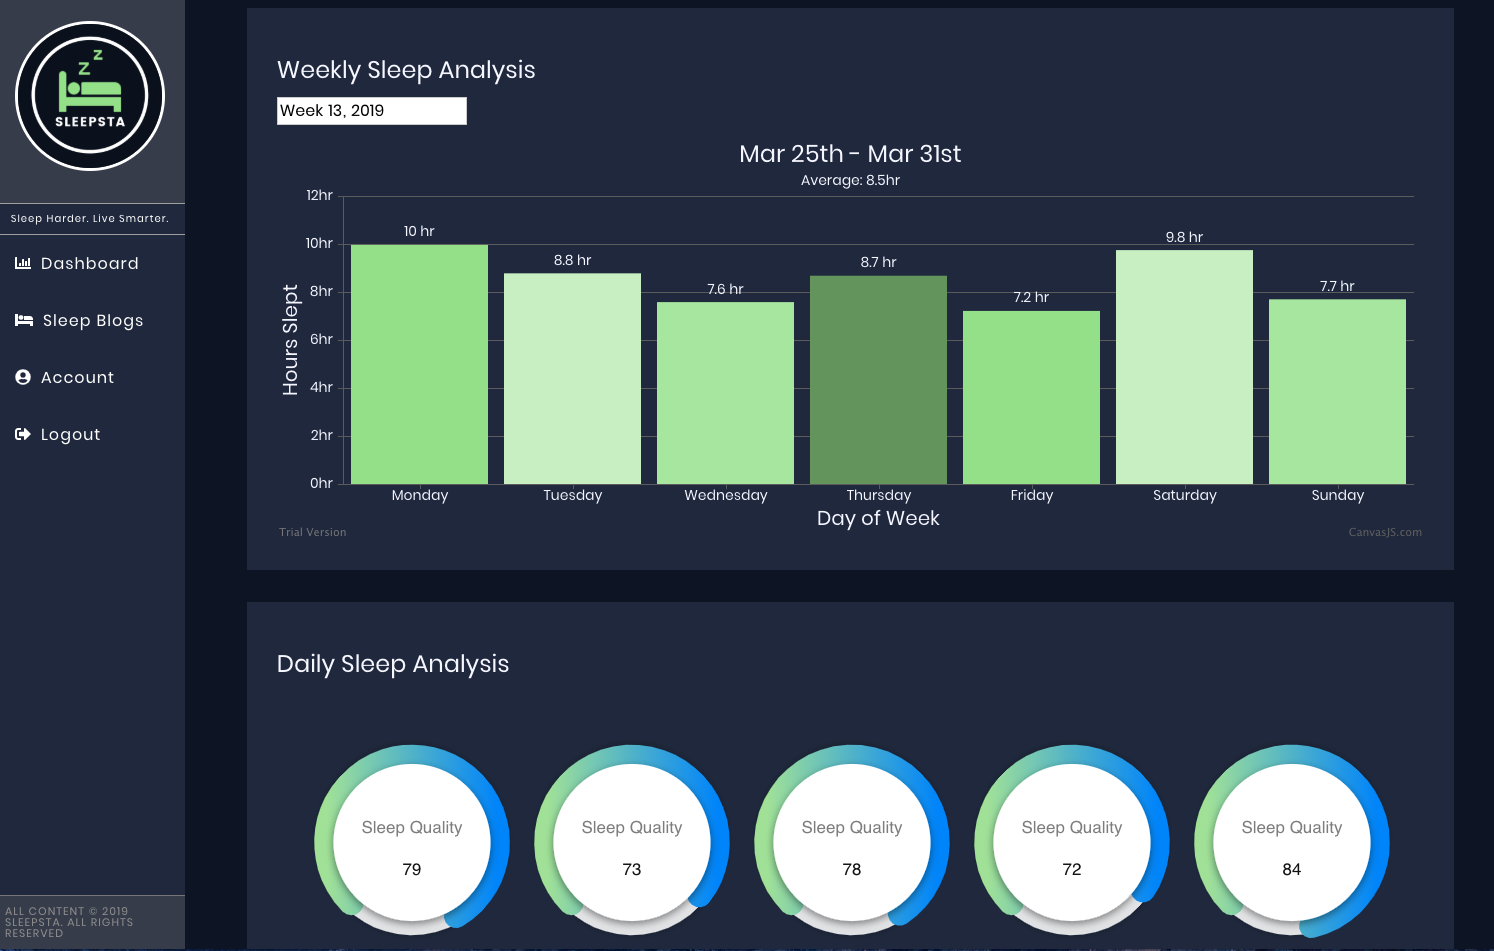 Z
Z
SLEEPSTA
Sleep Harder. Live Smarter.
Dashboard
Sleep Blogs
Account
Logout
ALL CONTENT © 2019
SLEEPSTA. ALL RIGHTS
RESERVED
Weekly Sleep Analysis
Week 13, 2019
Mar 25th - Mar 31st
Average: 8.5hr
12hr
10hr
8hr
6hr
4hr
2hr
0hr
Hours Slept
10 hr
8.8 hr
7.6 hr
8.7 hr
7.2 hr
9.8 hr
7.7 hr
Monday
Tuesday
Wednesday
Thursday
Friday
Saturday
Sunday
Day of Week
Trial Version
CanvasJS.com
Daily Sleep Analysis
Sleep Quality
79
Sleep Quality
73
Sleep Quality
78
Sleep Quality
72
Sleep Quality
84